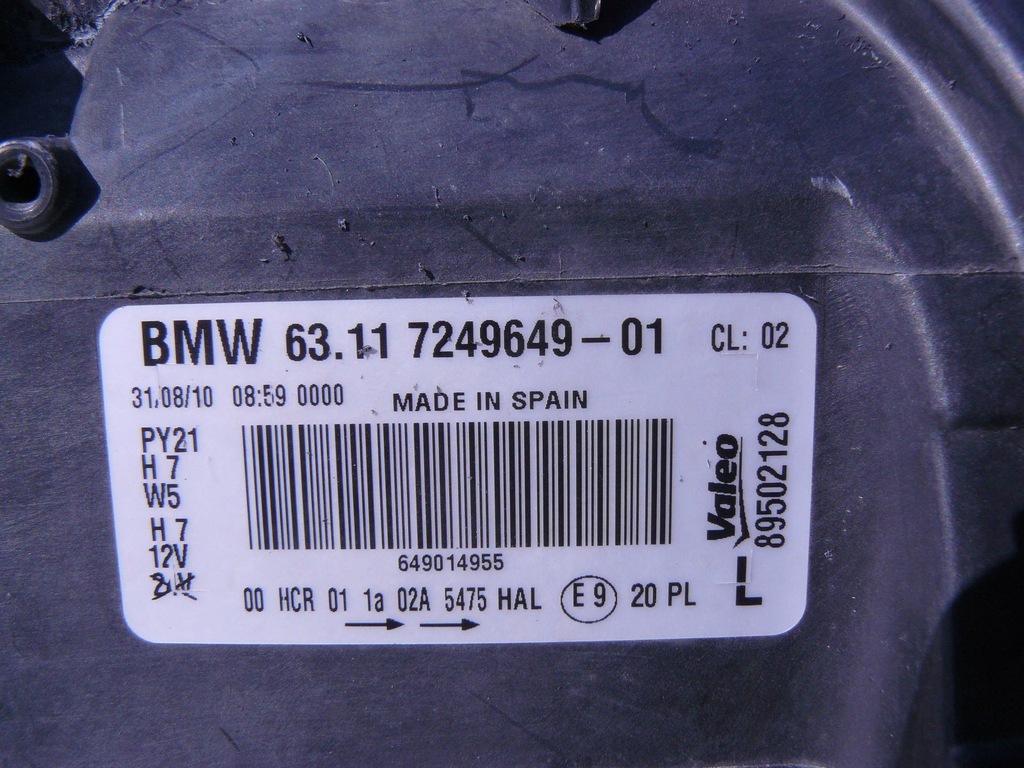 BMW 63.11 7249649-01 CL: 02
31/08/10 08:59 0000 MADE IN SPAIN
PY21
H 7
W5
H 7
12V
649014955
00 HCR 01 1a 02A 5475 HAL E 9 20 PL
Valeo
89502128
L